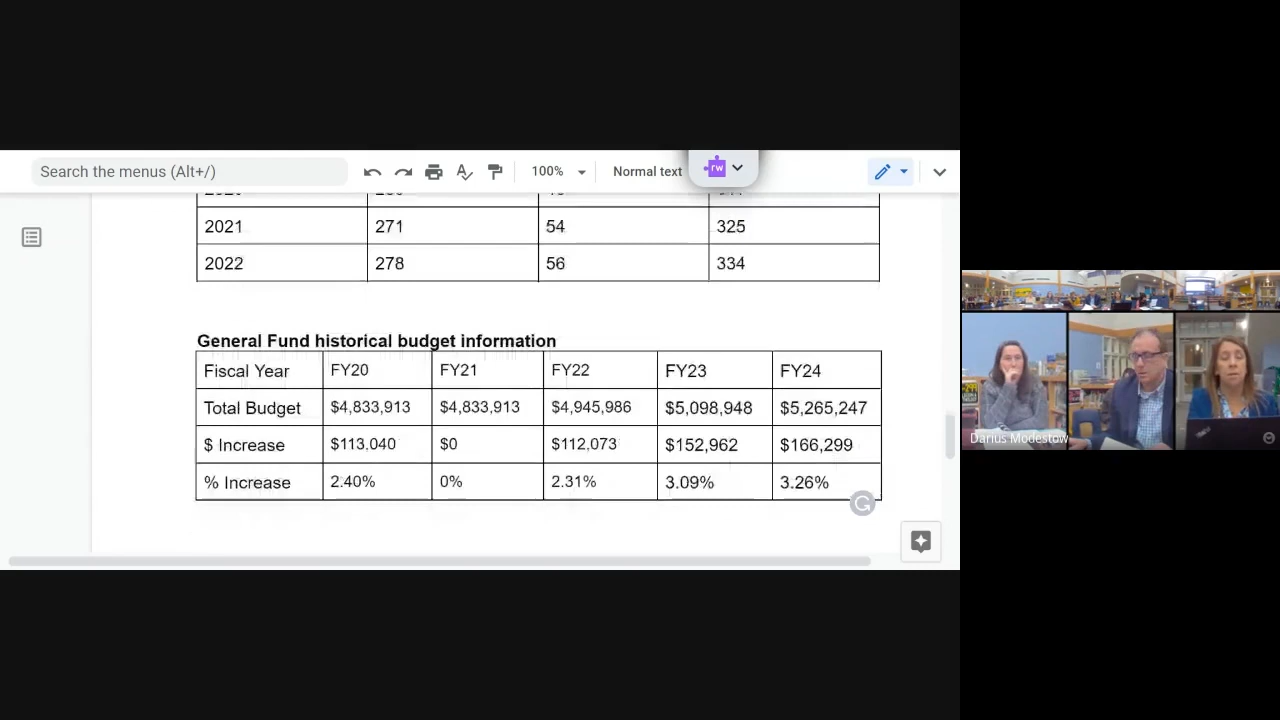 Search the menus (Alt+/)
100%
Normal text
rw
2021 271 54 325
2022 278 56 334
General Fund historical budget information
Fiscal Year FY20 FY21 FY22 FY23 FY24
Total Budget $4,833,913 $4,833,913 $4,945,986 $5,098,948 $5,265,247
$ Increase $113,040 $0 $112,073 $152,962 $166,299
% Increase 2.40% 0% 2.31% 3.09% 3.26%
Darius Modestow